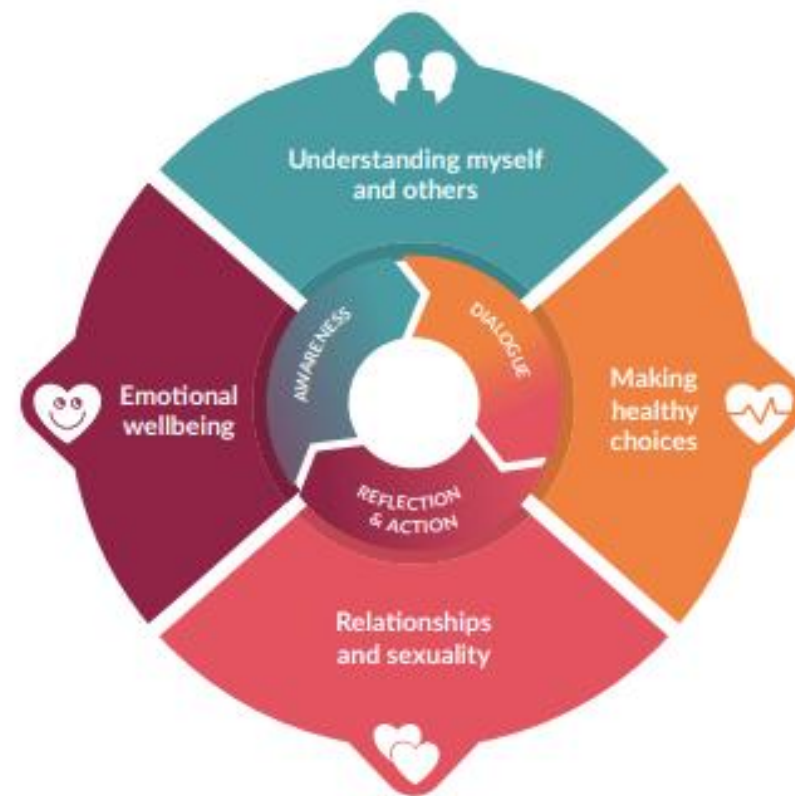 Understanding myself
and others
DIALOGUE
AWARENESS
Making
healthy
choices
Emotional
wellbeing
REFLECTION
& ACTION
Relationships
and sexuality